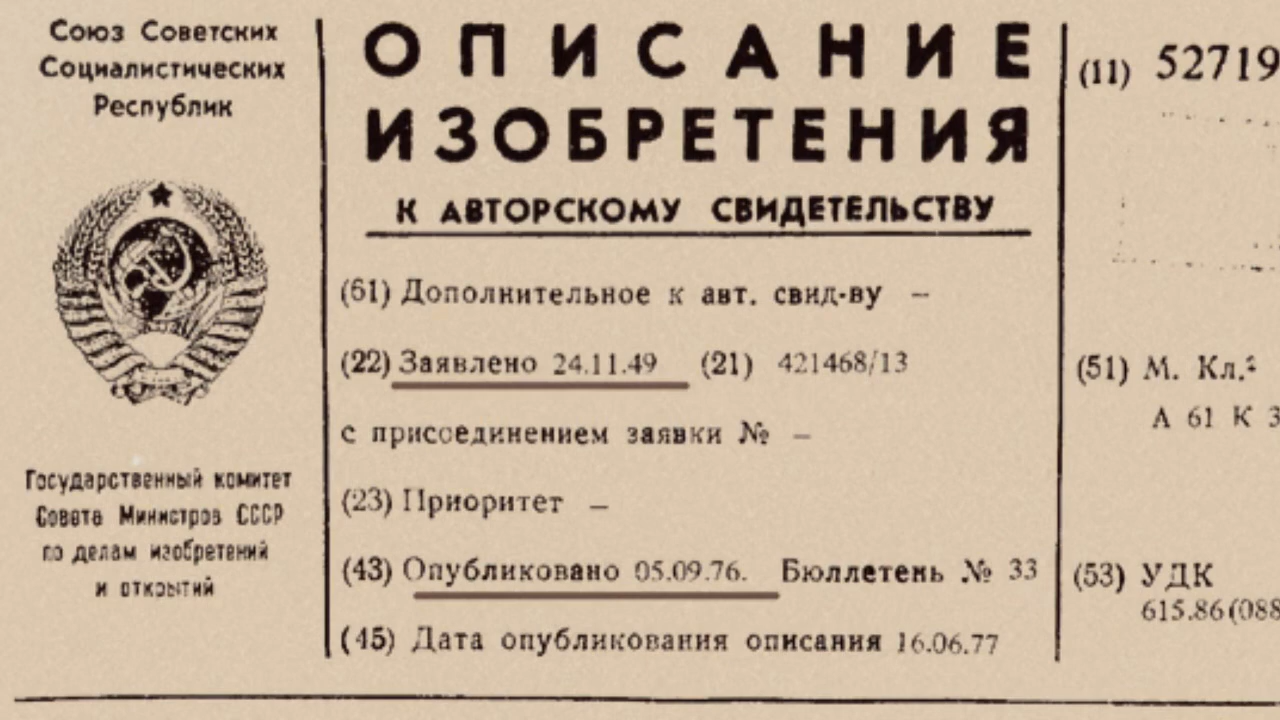 Союз Советских
Социалистических
Республик
Государственный комитет
Совета Министров СССР
по делам изобретений
и открытий
ОПИСАНИЕ
ИЗОБРЕТЕНИЯ
К АВТОРСКОМУ СВИДЕТЕЛЬСТВУ
(61) Дополнительное к авт. свид-ву –
(22) Заявлено 24.11.49 (21) 421468/13
с присоединением заявки № –
(23) Приоритет –
(43) Опубликовано 05.09.76. Бюллетень № 33
(45) Дата опубликования описания 16.06.77
(11) 52719
(51) М. Кл.²
А 61 К 3
(53) УДК
615.86(088